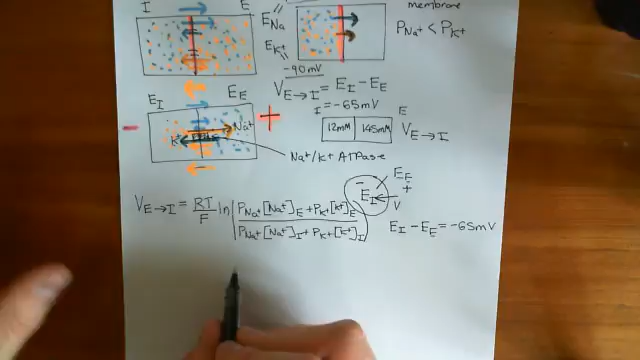 I E
E_Na+
E_K+
-90mV
membrane
P_Na+ < P_K+
V_E→I = E_I - E_E
= -65mV
E_I E_E
Na+
K+
- +
I E
12mM 145mM
V_E→I
Na+/K+ ATPase
V_E→I = RT/F ln (P_Na+[Na+]_E + P_K+[K+]_E / P_Na+[Na+]_I + P_K+[K+]_I)
- E_E
E_I +
V
E_I - E_E = -65mV